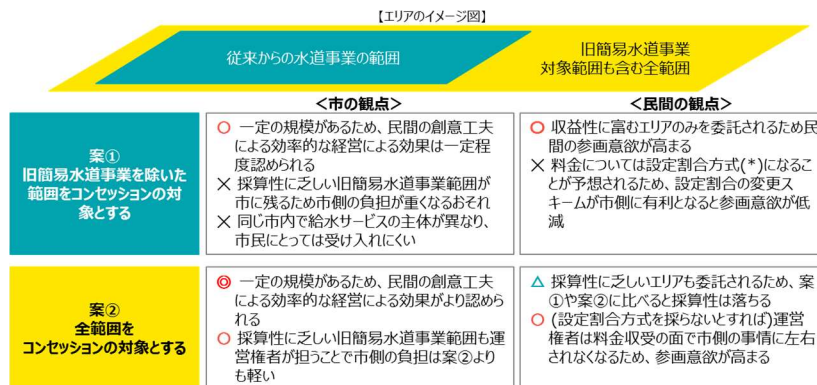 【エリアのイメージ図】
従来からの水道事業の範囲
旧簡易水道事業
対象範囲も含む全範囲
<市の観点>
<民間の観点>
案①
旧簡易水道事業を除いた
範囲をコンセッションの対
象とする
○ 一定の規模があるため、民間の創意工夫
による効率的な経営による効果は一定程
度認められる
× 採算性に乏しい旧簡易水道事業範囲が
市に残るため市側の負担が重くなるおそれ
× 同じ市内で給水サービスの主体が異なり、
市民にとっては受け入れにくい
○ 収益性に富むエリアのみを委託されるため民
間の参画意欲が高まる
× 料金については設定割合方式(*)になるこ
とが予想されるため、設定割合の変更ス
キームが市側に有利となると参画意欲が低
減
案②
全範囲を
コンセッションの対象とする
◎ 一定の規模があるため、民間の創意工夫
による効率的な経営による効果がより認めら
れる
○ 採算性に乏しい旧簡易水道事業範囲も運
営権者が担うことで市側の負担は案②より
も軽い
△ 採算性に乏しいエリアも委託されるため、案
①や案②に比べると採算性は落ちる
○ (設定割合方式を採らないとすれば)運営
権者は料金収受の面で市側の事情に左右
されなくなるため、参画意欲が高まる